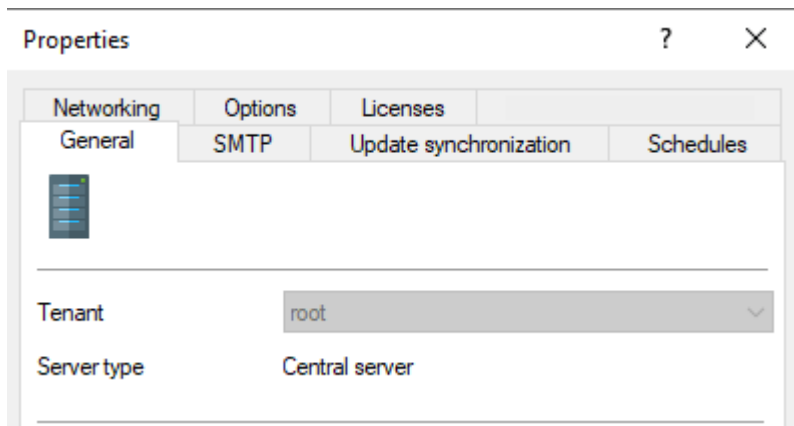 Properties ?
Networking Options Licenses
General SMTP Update synchronization Schedules
Tenant root
Server type Central server